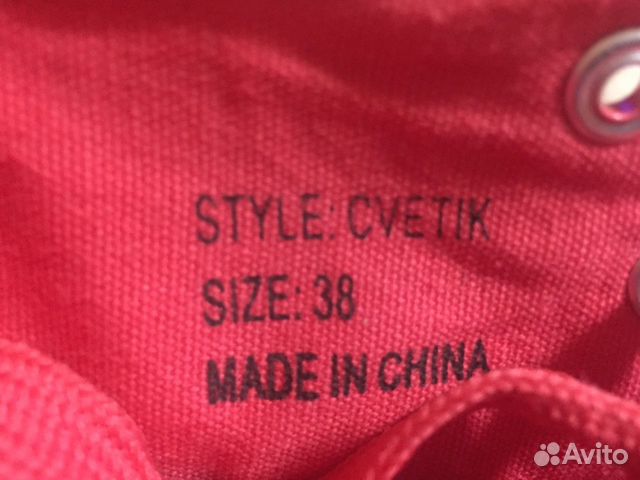 STYLE: CVETIK
SIZE: 38
MADE IN CHINA
Avito